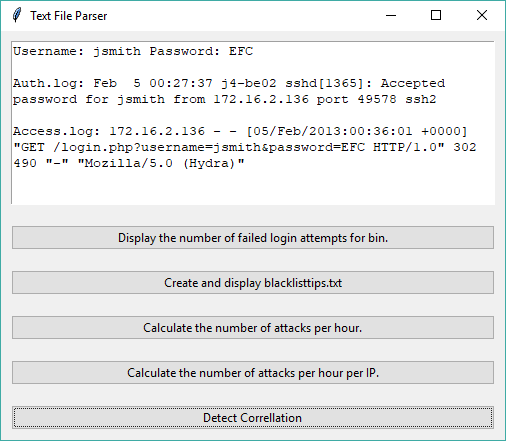 Text File Parser
Username: jsmith Password: EFC
Auth.log: Feb  5 00:27:37 j4-be02 sshd[1365]: Accepted
password for jsmith from 172.16.2.136 port 49578 ssh2
Access.log: 172.16.2.136 - - [05/Feb/2013:00:36:01 +0000]
"GET /login.php?username=jsmith&password=EFC HTTP/1.0" 302
490 "-" "Mozilla/5.0 (Hydra)"
Display the number of failed login attempts for bin.
Create and display blacklisttips.txt
Calculate the number of attacks per hour.
Calculate the number of attacks per hour per IP.
Detect Correllation